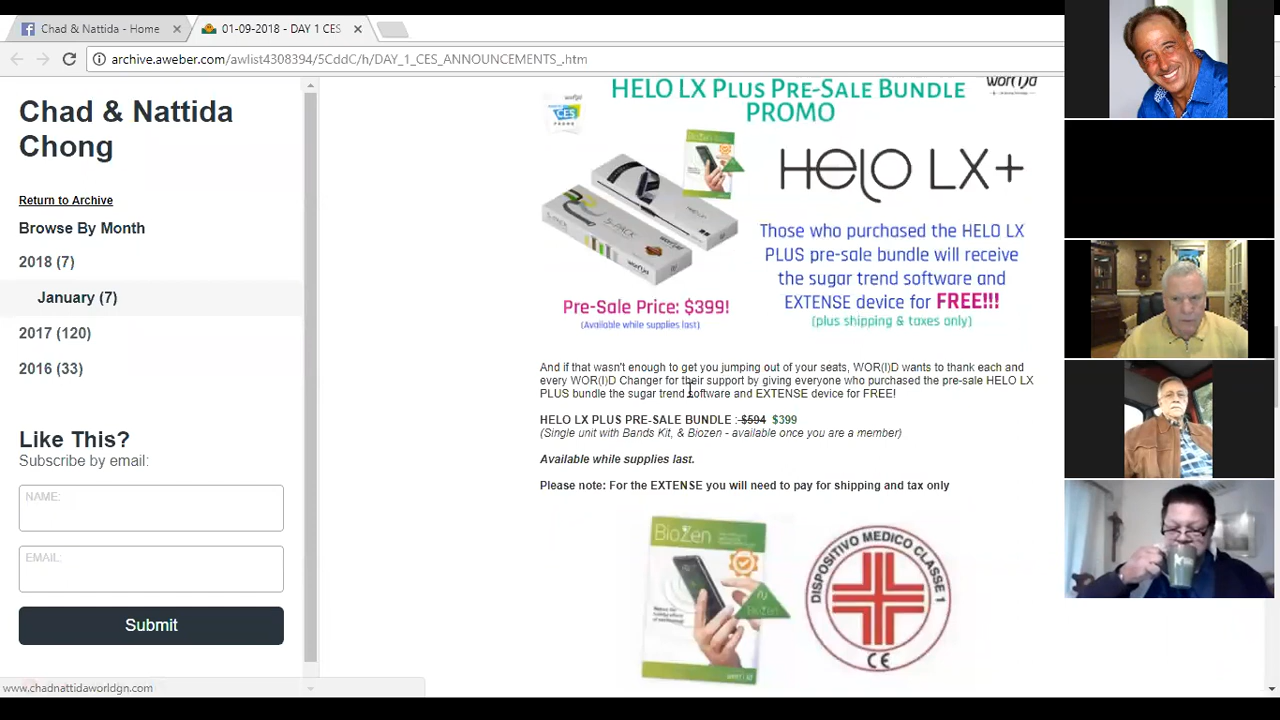 Chad & Nattida - Home
01-09-2018 - DAY 1 CES
archive.aweber.com/awlist4308394/5CddC/h/DAY_1_CES_ANNOUNCEMENTS_.htm
Chad & Nattida
Chong
Return to Archive
Browse By Month
2018 (7)
January (7)
2017 (120)
2016 (33)
Like This?
Subscribe by email:
NAME:
EMAIL:
Submit
www.chadnattidaworldgn.com
HELO LX PLUS PRE-SALE BUNDLE
PROMO
wor(l)d
CES
HELO LX+
5-PACK
Those who purchased the HELO LX
PLUS pre-sale bundle will receive
the sugar trend software and
EXTENSE device for FREE!!!
(plus shipping & taxes only)
Pre-Sale Price: $399!
(Available while supplies last)
And if that wasn't enough to get you jumping out of your seats, WOR(l)D wants to thank each and
every WOR(l)D Changer for their support by giving everyone who purchased the pre-sale HELO LX
PLUS bundle the sugar trend software and EXTENSE device for FREE!
HELO LX PLUS PRE-SALE BUNDLE : $594 $399
(Single unit with Bands Kit, & Biozen - available once you are a member)
Available while supplies last.
Please note: For the EXTENSE you will need to pay for shipping and tax only
BioZen
DISPOSITIVO MEDICO CLASSE 1
CE